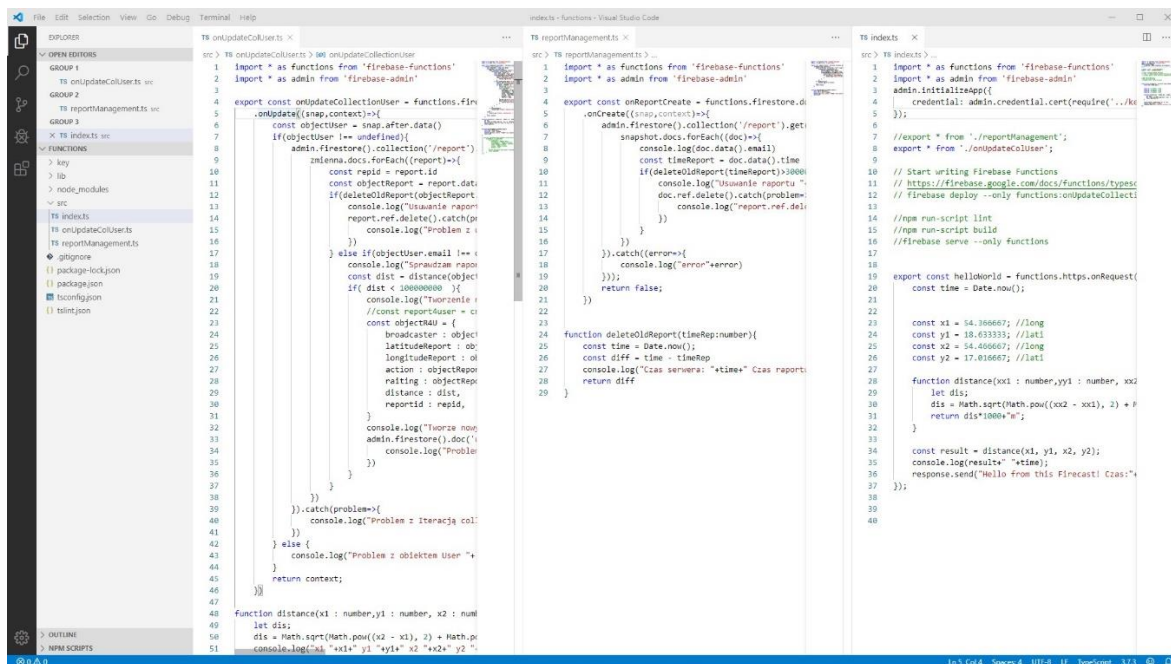 File Edit Selection View Go Debug Terminal Help
index.ts - functions - Visual Studio Code
EXPLORER
OPEN EDITORS
GROUP 1
TS onUpdateColUser.ts src
GROUP 2
TS reportManagement.ts src
GROUP 3
TS index.ts src
FUNCTIONS
key
lib
node_modules
src
TS index.ts
TS onUpdateColUser.ts
TS reportManagement.ts
.gitignore
package-lock.json
package.json
tsconfig.json
tslint.json
OUTLINE
NPM SCRIPTS
TS onUpdateColUser.ts
src > TS onUpdateColUser.ts > onUpdateCollectionUser
1 import * as functions from 'firebase-functions'
2 import * as admin from 'firebase-admin'
3
4 export const onUpdateCollectionUser = functions.fire
5 .onUpdate((snap,context)=>{
6 const objectUser = snap.after.data()
7 if(objectUser !== undefined){
8 admin.firestore().collection('/report')
9 zmienna.docs.forEach((report)=>{
10 const repid = report.id
11 const objectReport = report.data
12 if(deleteOldReport(objectReport
13 console.log("Usuwanie raport
14 report.ref.delete().catch(pr
15 console.log("Problem z
16 })
17 } else if(objectUser.email !==
18 console.log("Sprawdzam rapo
19 const dist = distance(object
20 if( dist < 100000000 ){
21 console.log("Tworzenie
22 //const report4user =
23 const objectR4U = {
24 broadcaster : object
25 latitudeReport : obj
26 longitudeReport : ob
27 action : objectRepo
28 raiting : objectRepo
29 distance : dist,
30 reportid : repid,
31 }
32 console.log("Tworze nowy
33 admin.firestore().doc('
34 console.log("Problem
35 })
36 }
37 }
38 })
39 }).catch(problem=>{
40 console.log("Problem z Iteracją col
41 })
42 } else {
43 console.log("Problem z obiektem User "+
44 }
45 return context;
46 })
47
48 function distance(x1 : number,y1 : number, x2 : numb
49 let dis;
50 dis = Math.sqrt(Math.pow((x2 - x1), 2) + Math.po
51 console.log("x1 "+x1+" y1 "+y1+" x2 "+x2+" y2 "
TS reportManagement.ts
src > TS reportManagement.ts > ...
1 import * as functions from 'firebase-functions'
2 import * as admin from 'firebase-admin'
3
4 export const onReportCreate = functions.firestore.do
5 .onCreate((snap,context)=>{
6 admin.firestore().collection('/report').get
7 snapshot.docs.forEach((doc)=>{
8 console.log(doc.data().email)
9 const timeReport = doc.data().time
10 if(deleteOldReport(timeReport)>30000
11 console.log("Usuwanie raportu "+
12 doc.ref.delete().catch(problem=
13 console.log("report.ref.del
14 })
15 }
16 })
17 }).catch((error=>{
18 console.log("error"+error)
19 }));
20 return false;
21 })
22
23
24 function deleteOldReport(timeRep:number){
25 const time = Date.now();
26 const diff = time - timeRep
27 console.log("Czas serwera: "+time+" Czas raport
28 return diff
29 }
TS index.ts
src > TS index.ts > ...
1 import * as functions from 'firebase-functions'
2 import * as admin from 'firebase-admin'
3 admin.initializeApp({
4 credential: admin.credential.cert(require('../ke
5 });
6
7 //export * from './reportManagement';
8 export * from './onUpdateColUser';
9
10 // Start writing Firebase Functions
11 // https://firebase.google.com/docs/functions/typesc
12 // firebase deploy --only functions:onUpdateCollecti
13
14 //npm run-script lint
15 //npm run-script build
16 //firebase serve --only functions
17
18
19 export const helloWorld = functions.https.onRequest(
20 const time = Date.now();
21
22
23 const x1 = 54.366667; //long
24 const y1 = 18.633333; //lati
25 const x2 = 54.466667; //long
26 const y2 = 17.016667; //lati
27
28 function distance(xx1 : number,yy1 : number, xx2
29 let dis;
30 dis = Math.sqrt(Math.pow((xx2 - xx1), 2) + M
31 return dis*1000+"m";
32 }
33
34 const result = distance(x1, y1, x2, y2);
35 console.log(result+" "+time);
36 response.send("Hello from this Firecast! Czas:"+
37 });
38
39
40
0 0
Ln 5, Col 4 Spaces: 4 UTF-8 LF TypeScript 3.7.3